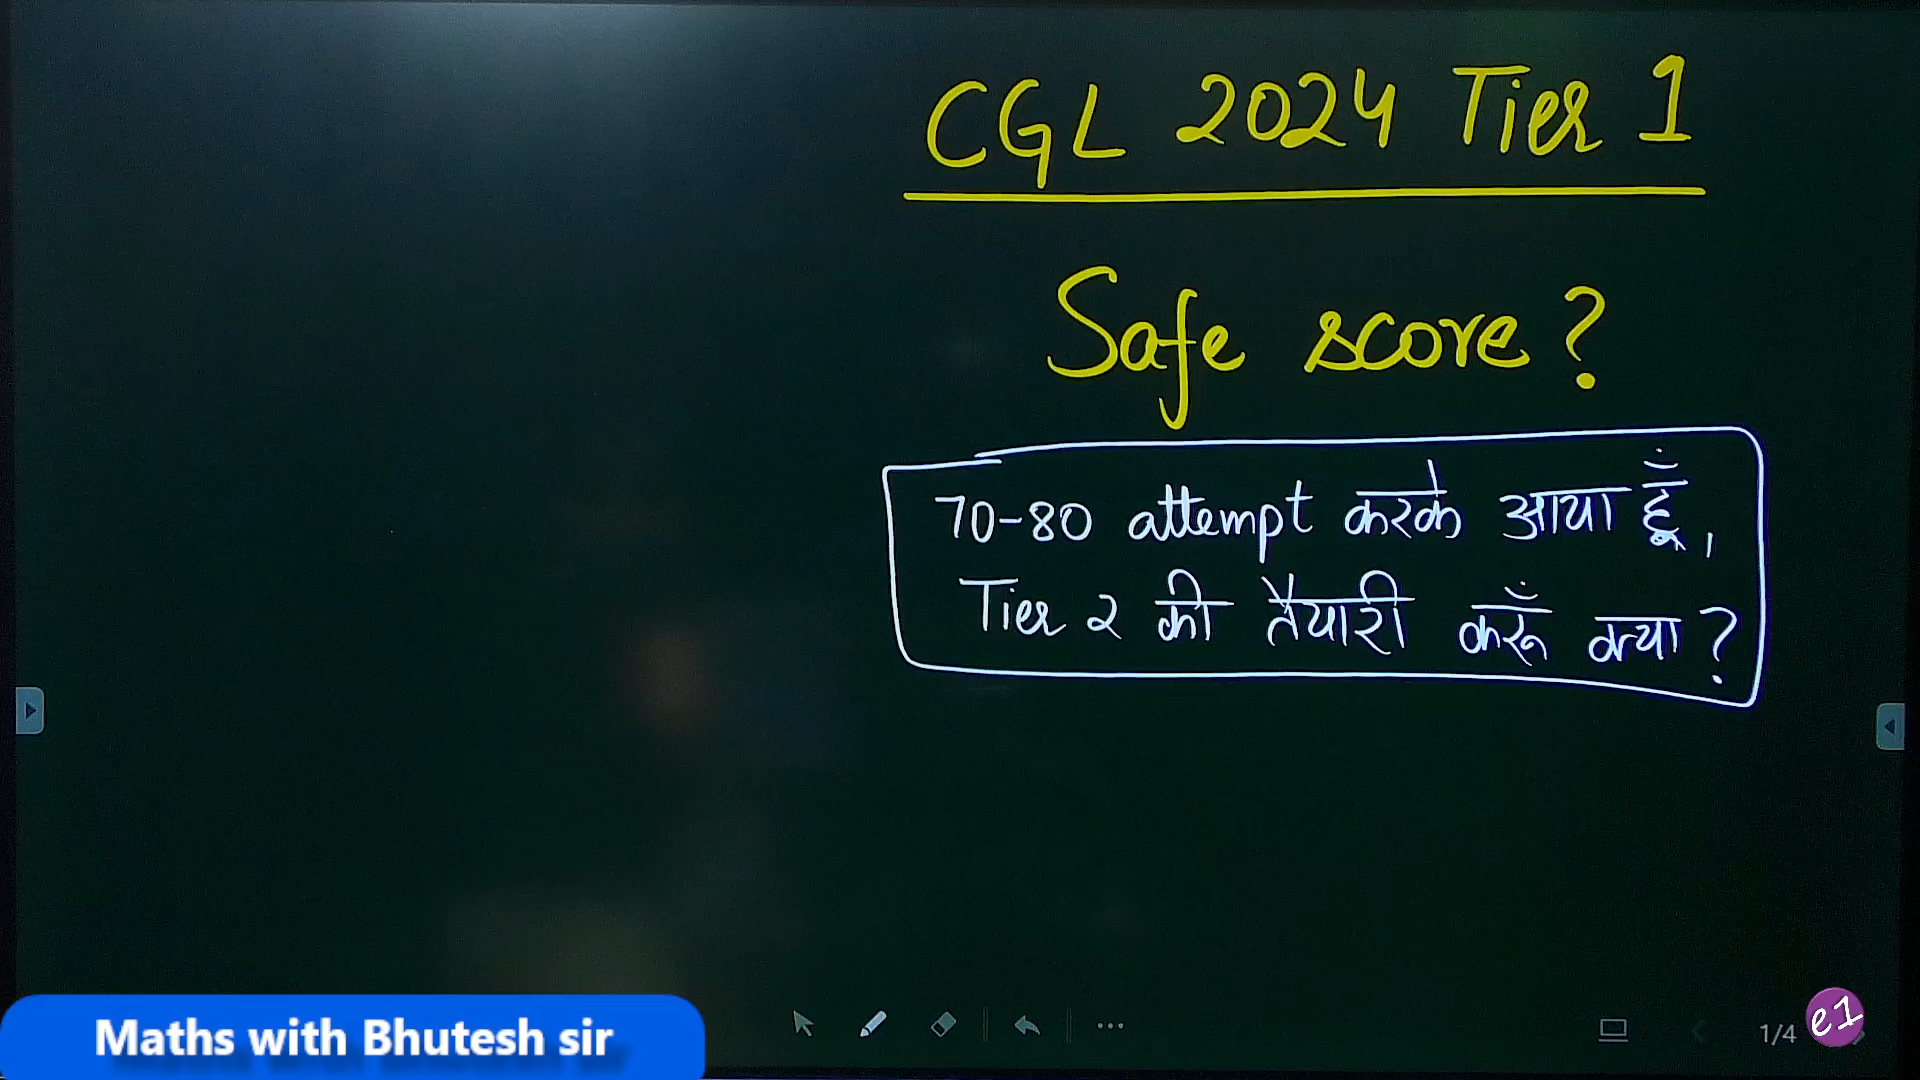 CGL 2024 Tier 1
Safe score?
70-80 attempt करके आया हूँ,
Tier 2 की तैयारी करूँ क्या?
Maths with Bhutesh sir
1/4
e1